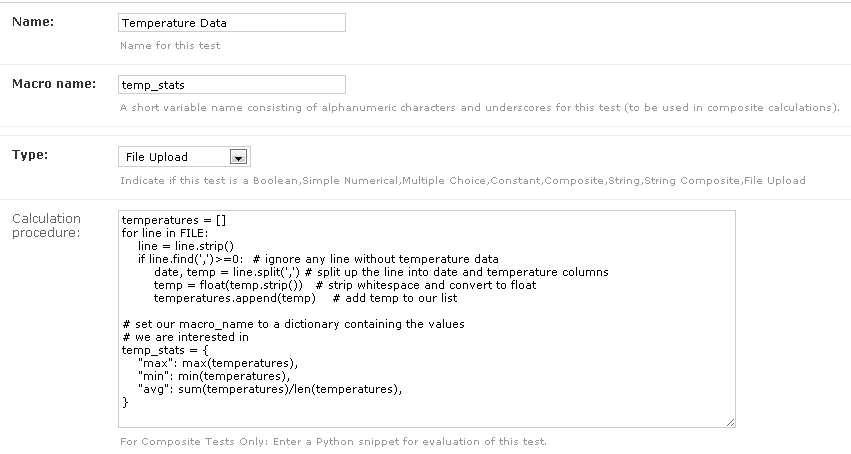 Name:
Temperature Data
Name for this test
Macro name:
temp_stats
A short variable name consisting of alphanumeric characters and underscores for this test (to be used in composite calculations).
Type:
File Upload
Indicate if this test is a Boolean,Simple Numerical,Multiple Choice,Constant,Composite,String,String Composite,File Upload
Calculation
procedure:
temperatures = []
for line in FILE:
    line = line.strip()
    if line.find(',')>=0:  # ignore any line without temperature data
        date, temp = line.split(',') # split up the line into date and temperature columns
        temp = float(temp.strip())   # strip whitespace and convert to float
        temperatures.append(temp)    # add temp to our list
# set our macro_name to a dictionary containing the values
# we are interested in
temp_stats = {
    "max": max(temperatures),
    "min": min(temperatures),
    "avg": sum(temperatures)/len(temperatures),
}
For Composite Tests Only: Enter a Python snippet for evaluation of this test.